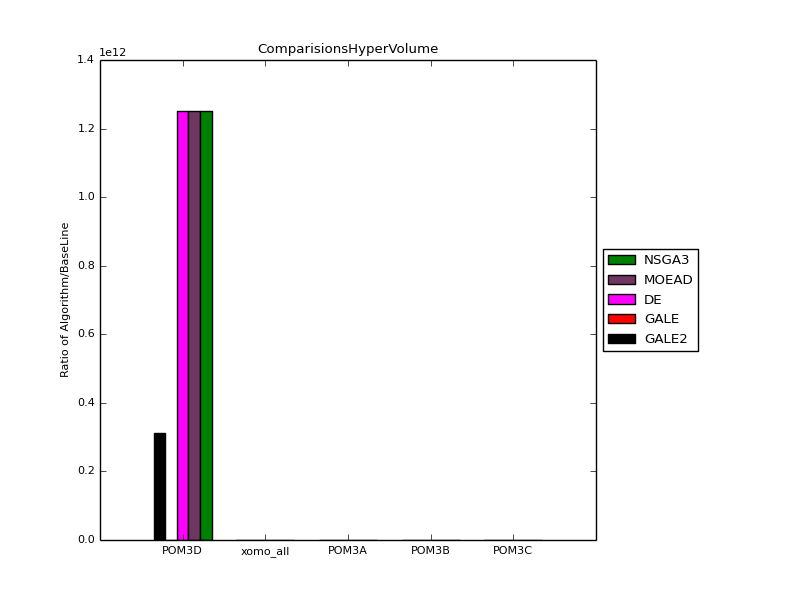 ComparisionsHyperVolume
1e12
1.4
1.2
1.0
0.8
0.6
0.4
0.2
0.0
Ratio of Algorithm/BaseLine
POM3D xomo_all POM3A POM3B POM3C
NSGA3
MOEAD
DE
GALE
GALE2